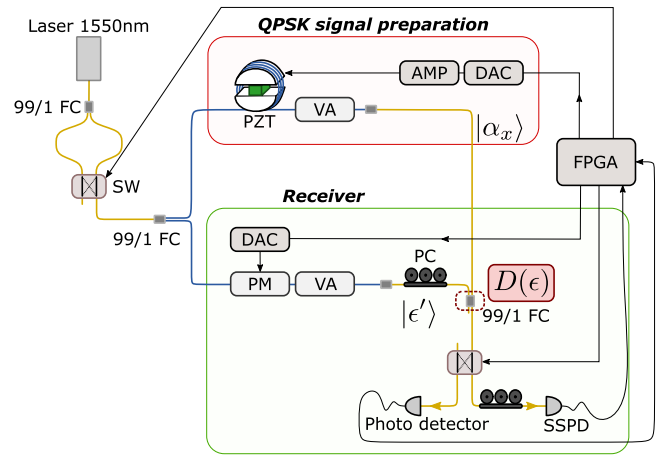 Laser 1550nm
QPSK signal preparation
99/1 FC
AMP
DAC
PZT
VA
|α_x⟩
FPGA
SW
99/1 FC
Receiver
DAC
PM
VA
PC
|ϵ′⟩
D(ϵ)
99/1 FC
Photo detector
SSPD